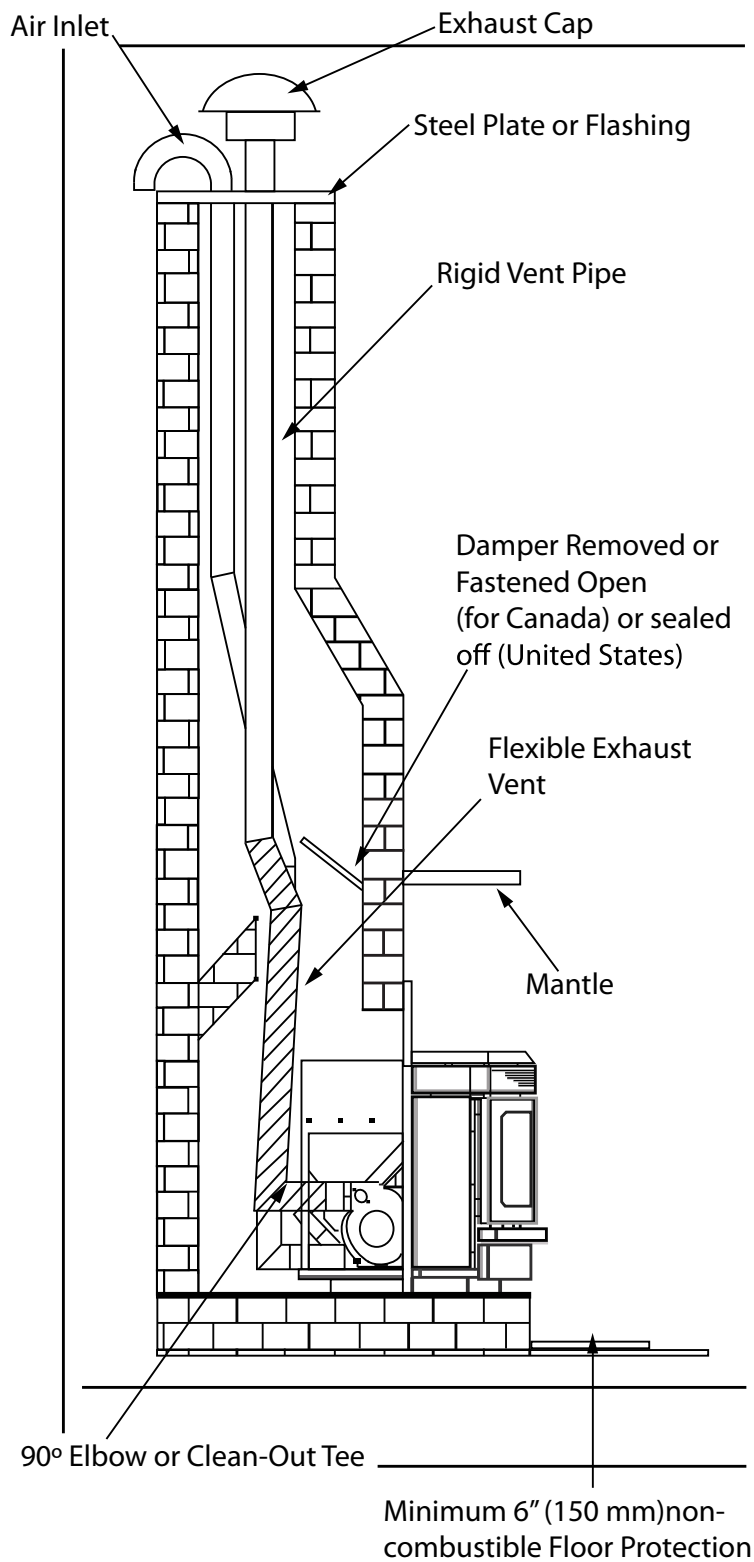 Air Inlet
Exhaust Cap
Steel Plate or Flashing
Rigid Vent Pipe
Damper Removed or
Fastened Open
(for Canada) or sealed
off (United States)
Flexible Exhaust
Vent
Mantle
90º Elbow or Clean-Out Tee
Minimum 6” (150 mm)non-
combustible Floor Protection